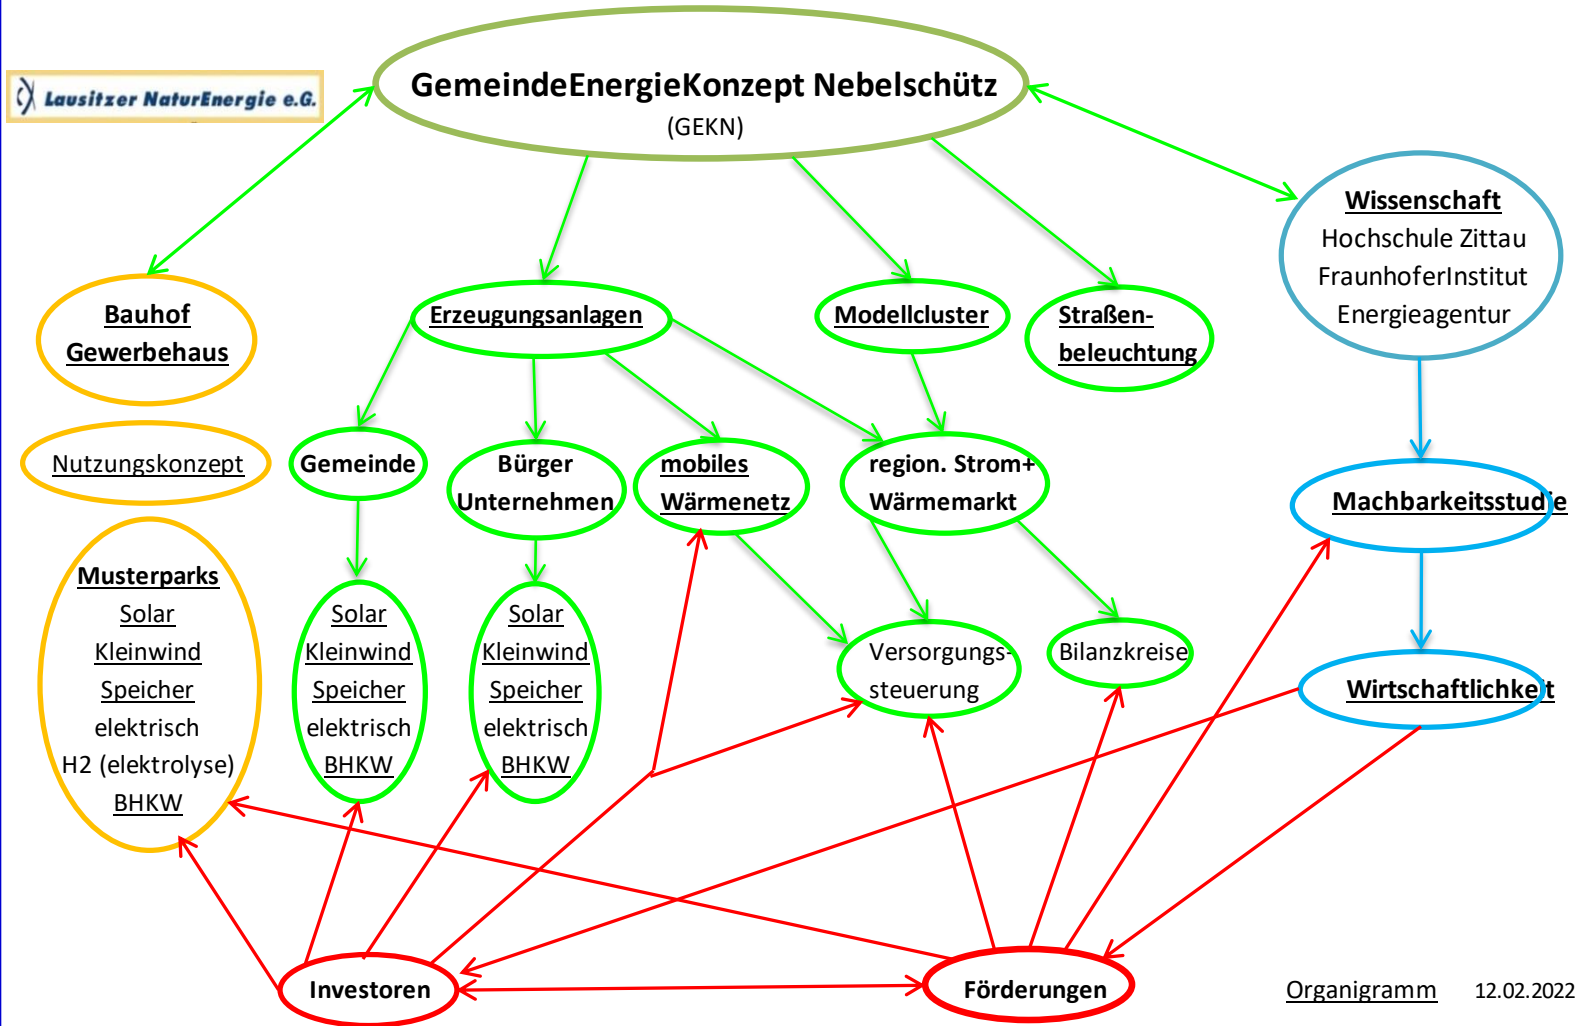 GemeindeEnergieKonzept Nebelschütz
(GEKN)
Lausitzer NaturEnergie e.G.
Wissenschaft
Hochschule Zittau
FraunhoferInstitut
Energieagentur
Bauhof
Gewerbehaus
Erzeugungsanlagen
Modellcluster
Straßen-
beleuchtung
Nutzungskonzept
Gemeinde
Bürger
Unternehmen
mobiles
Wärmenetz
region. Strom+
Wärmemarkt
Machbarkeitsstudie
Musterparks
Solar
Kleinwind
Speicher
elektrisch
H2 (elektrolyse)
BHKW
Solar
Kleinwind
Speicher
elektrisch
BHKW
Solar
Kleinwind
Speicher
elektrisch
BHKW
Versorgungs-
steuerung
Bilanzkreise
Wirtschaftlichkeit
Investoren
Förderungen
Organigramm 12.02.2022